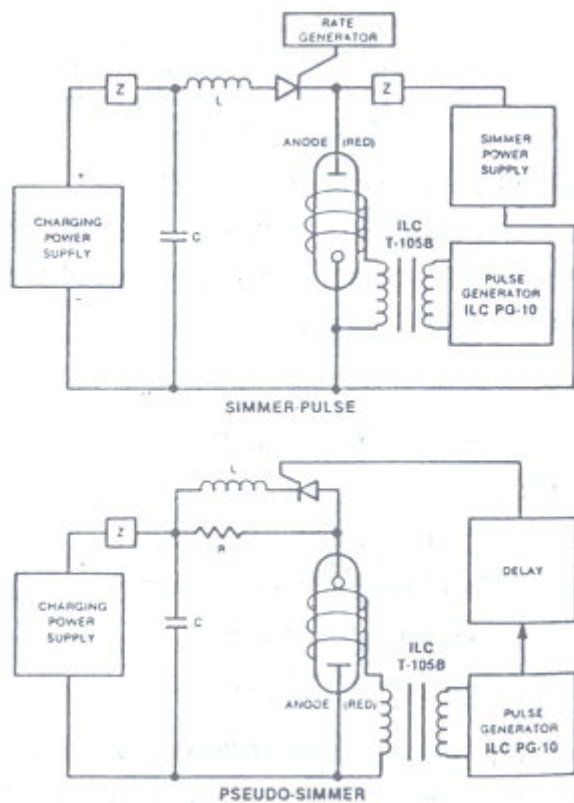 RATE
GENERATOR
Z
L
Z
ANODE (RED)
SIMMER
POWER
SUPPLY
+
CHARGING
POWER
SUPPLY
-
C
ILC
T-105B
PULSE
GENERATOR
ILC PG-10
SIMMER-PULSE
L
Z
R
CHARGING
POWER
SUPPLY
C
DELAY
ILC
T-105B
ANODE (RED)
PULSE
GENERATOR
ILC PG-10
PSEUDO-SIMMER